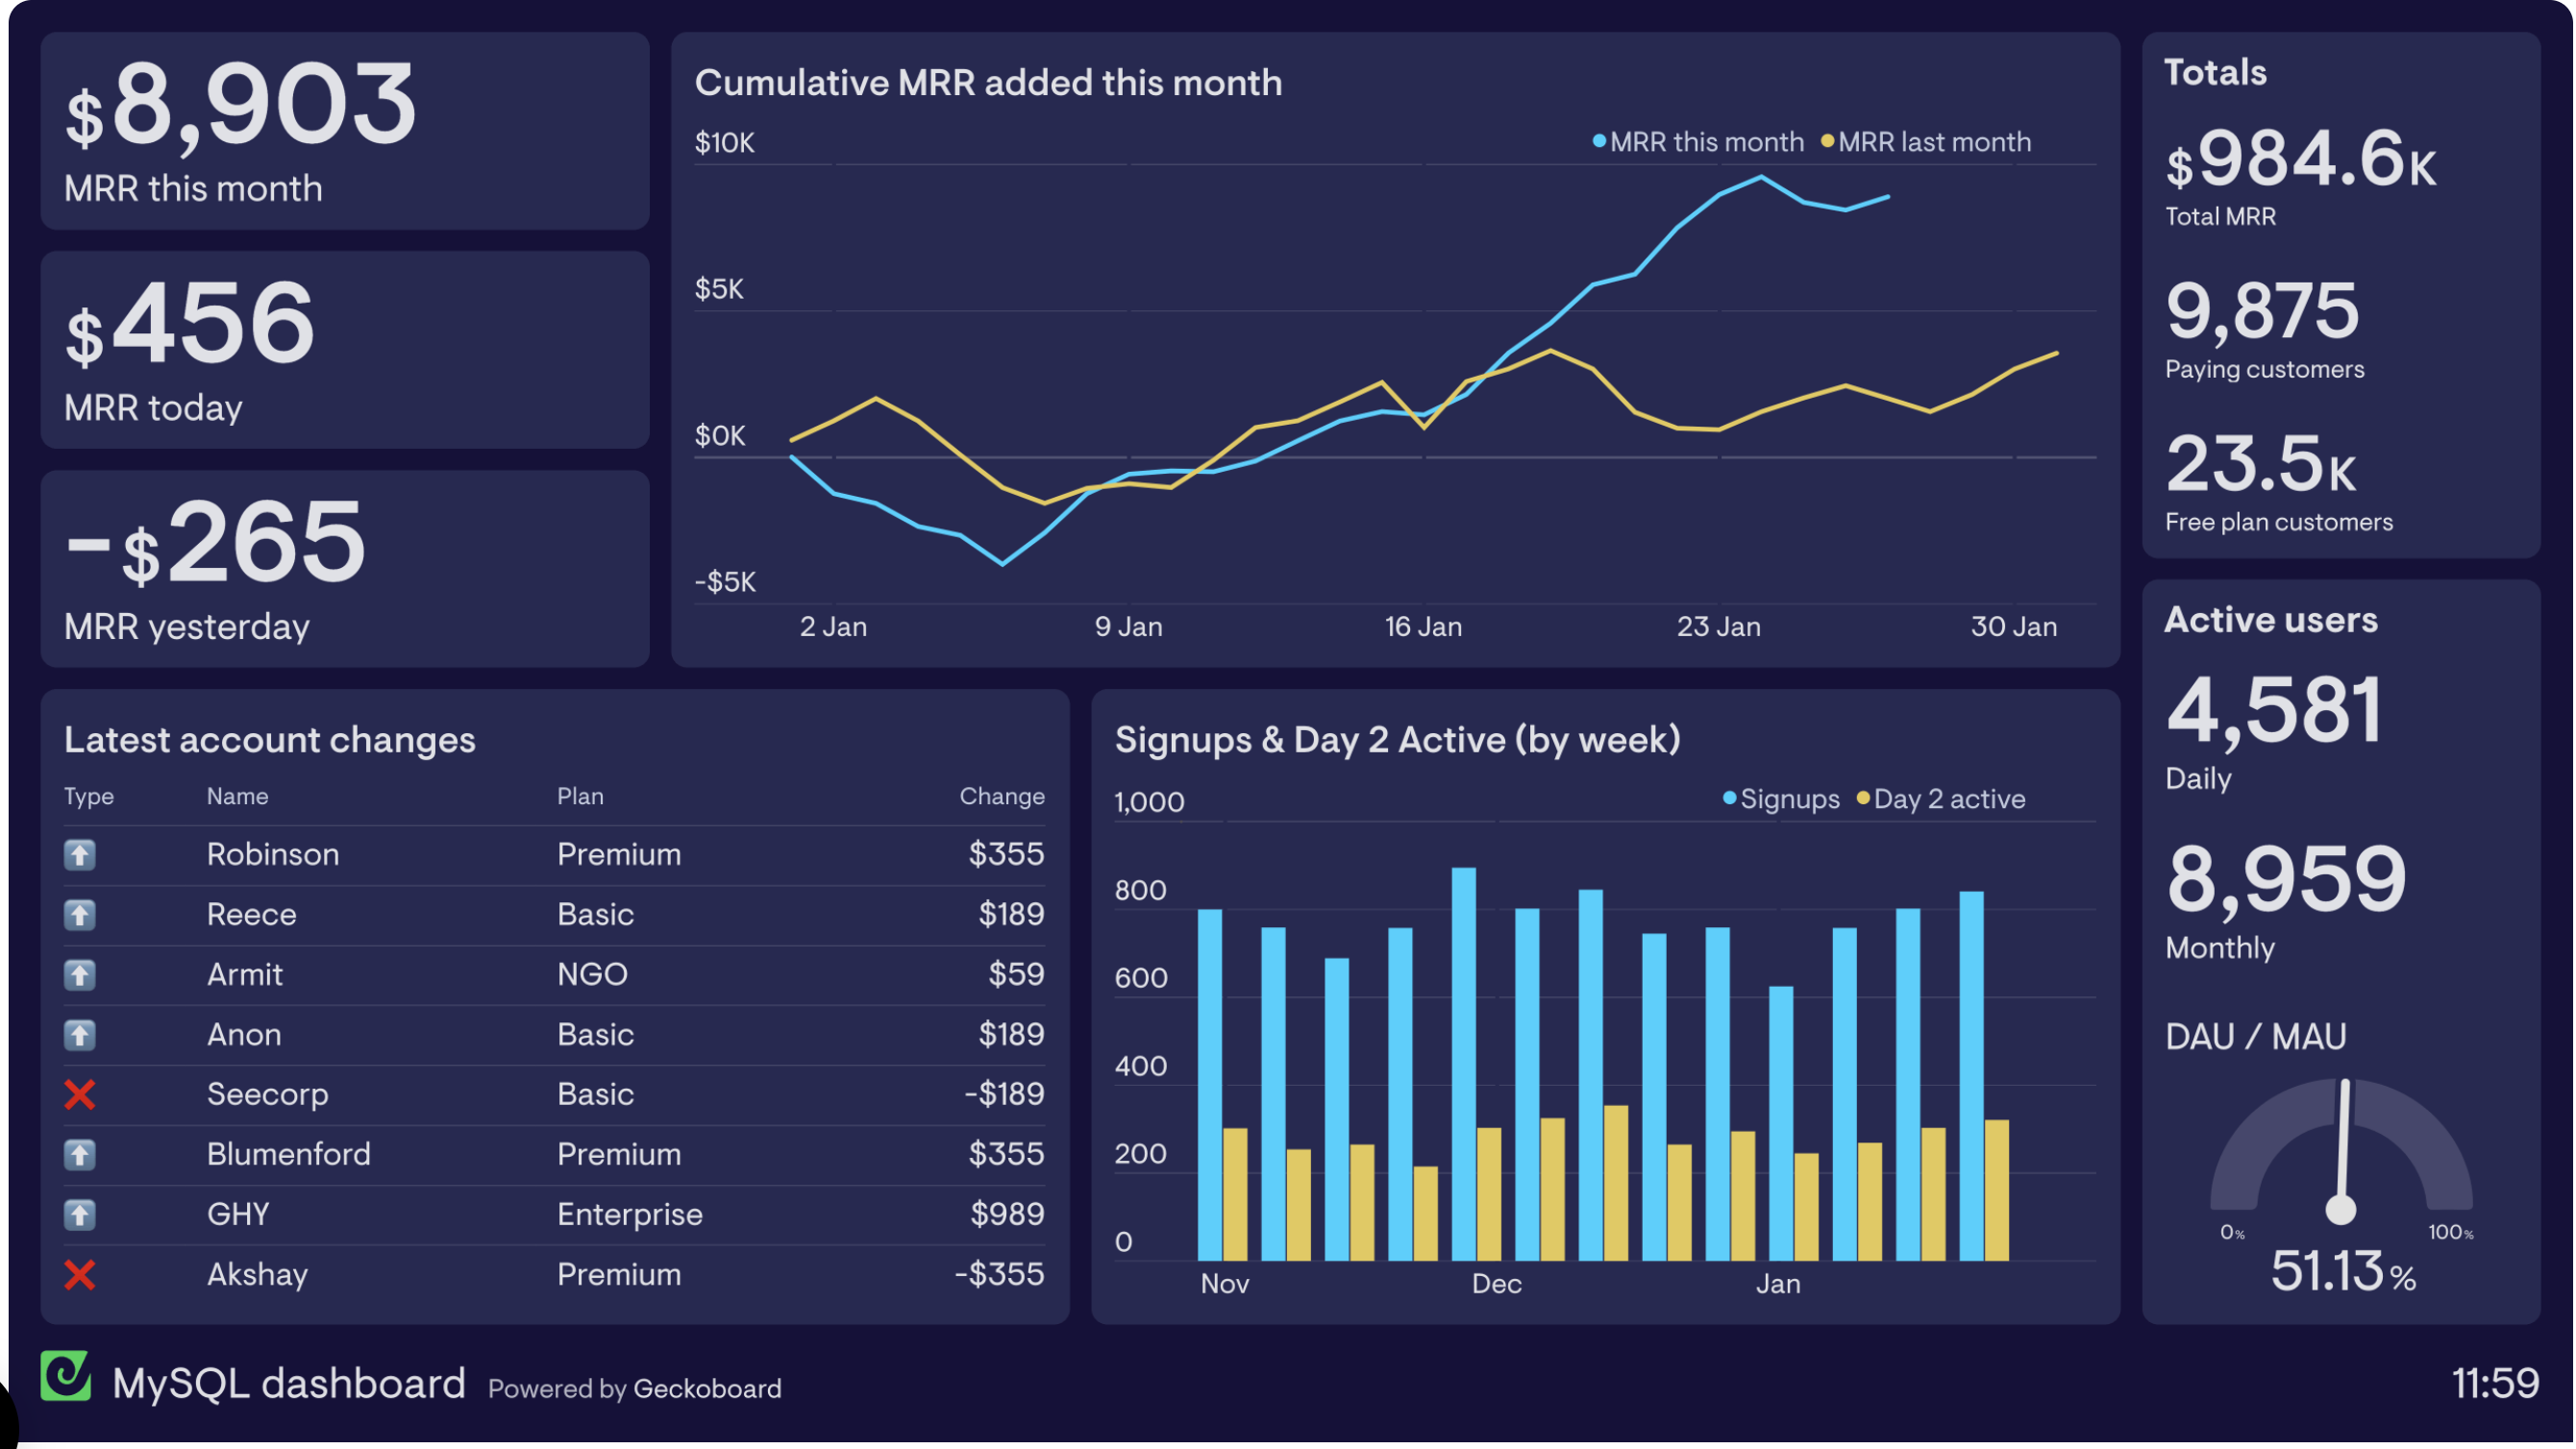 $8,903
MRR this month
$456
MRR today
-$265
MRR yesterday
Cumulative MRR added this month
MRR this month MRR last month
$10K
$5K
$0K
-$5K
2 Jan 9 Jan 16 Jan 23 Jan 30 Jan
Totals
$984.6K
Total MRR
9,875
Paying customers
23.5K
Free plan customers
Latest account changes
Type Name Plan Change
Robinson Premium $355
Reece Basic $189
Armit NGO $59
Anon Basic $189
Seecorp Basic -$189
Blumenford Premium $355
GHY Enterprise $989
Akshay Premium -$355
Signups & Day 2 Active (by week)
Signups Day 2 active
1,000
800
600
400
200
0
Nov Dec Jan
Active users
4,581
Daily
8,959
Monthly
DAU / MAU
0% 100%
51.13%
MySQL dashboard Powered by Geckoboard
11:59